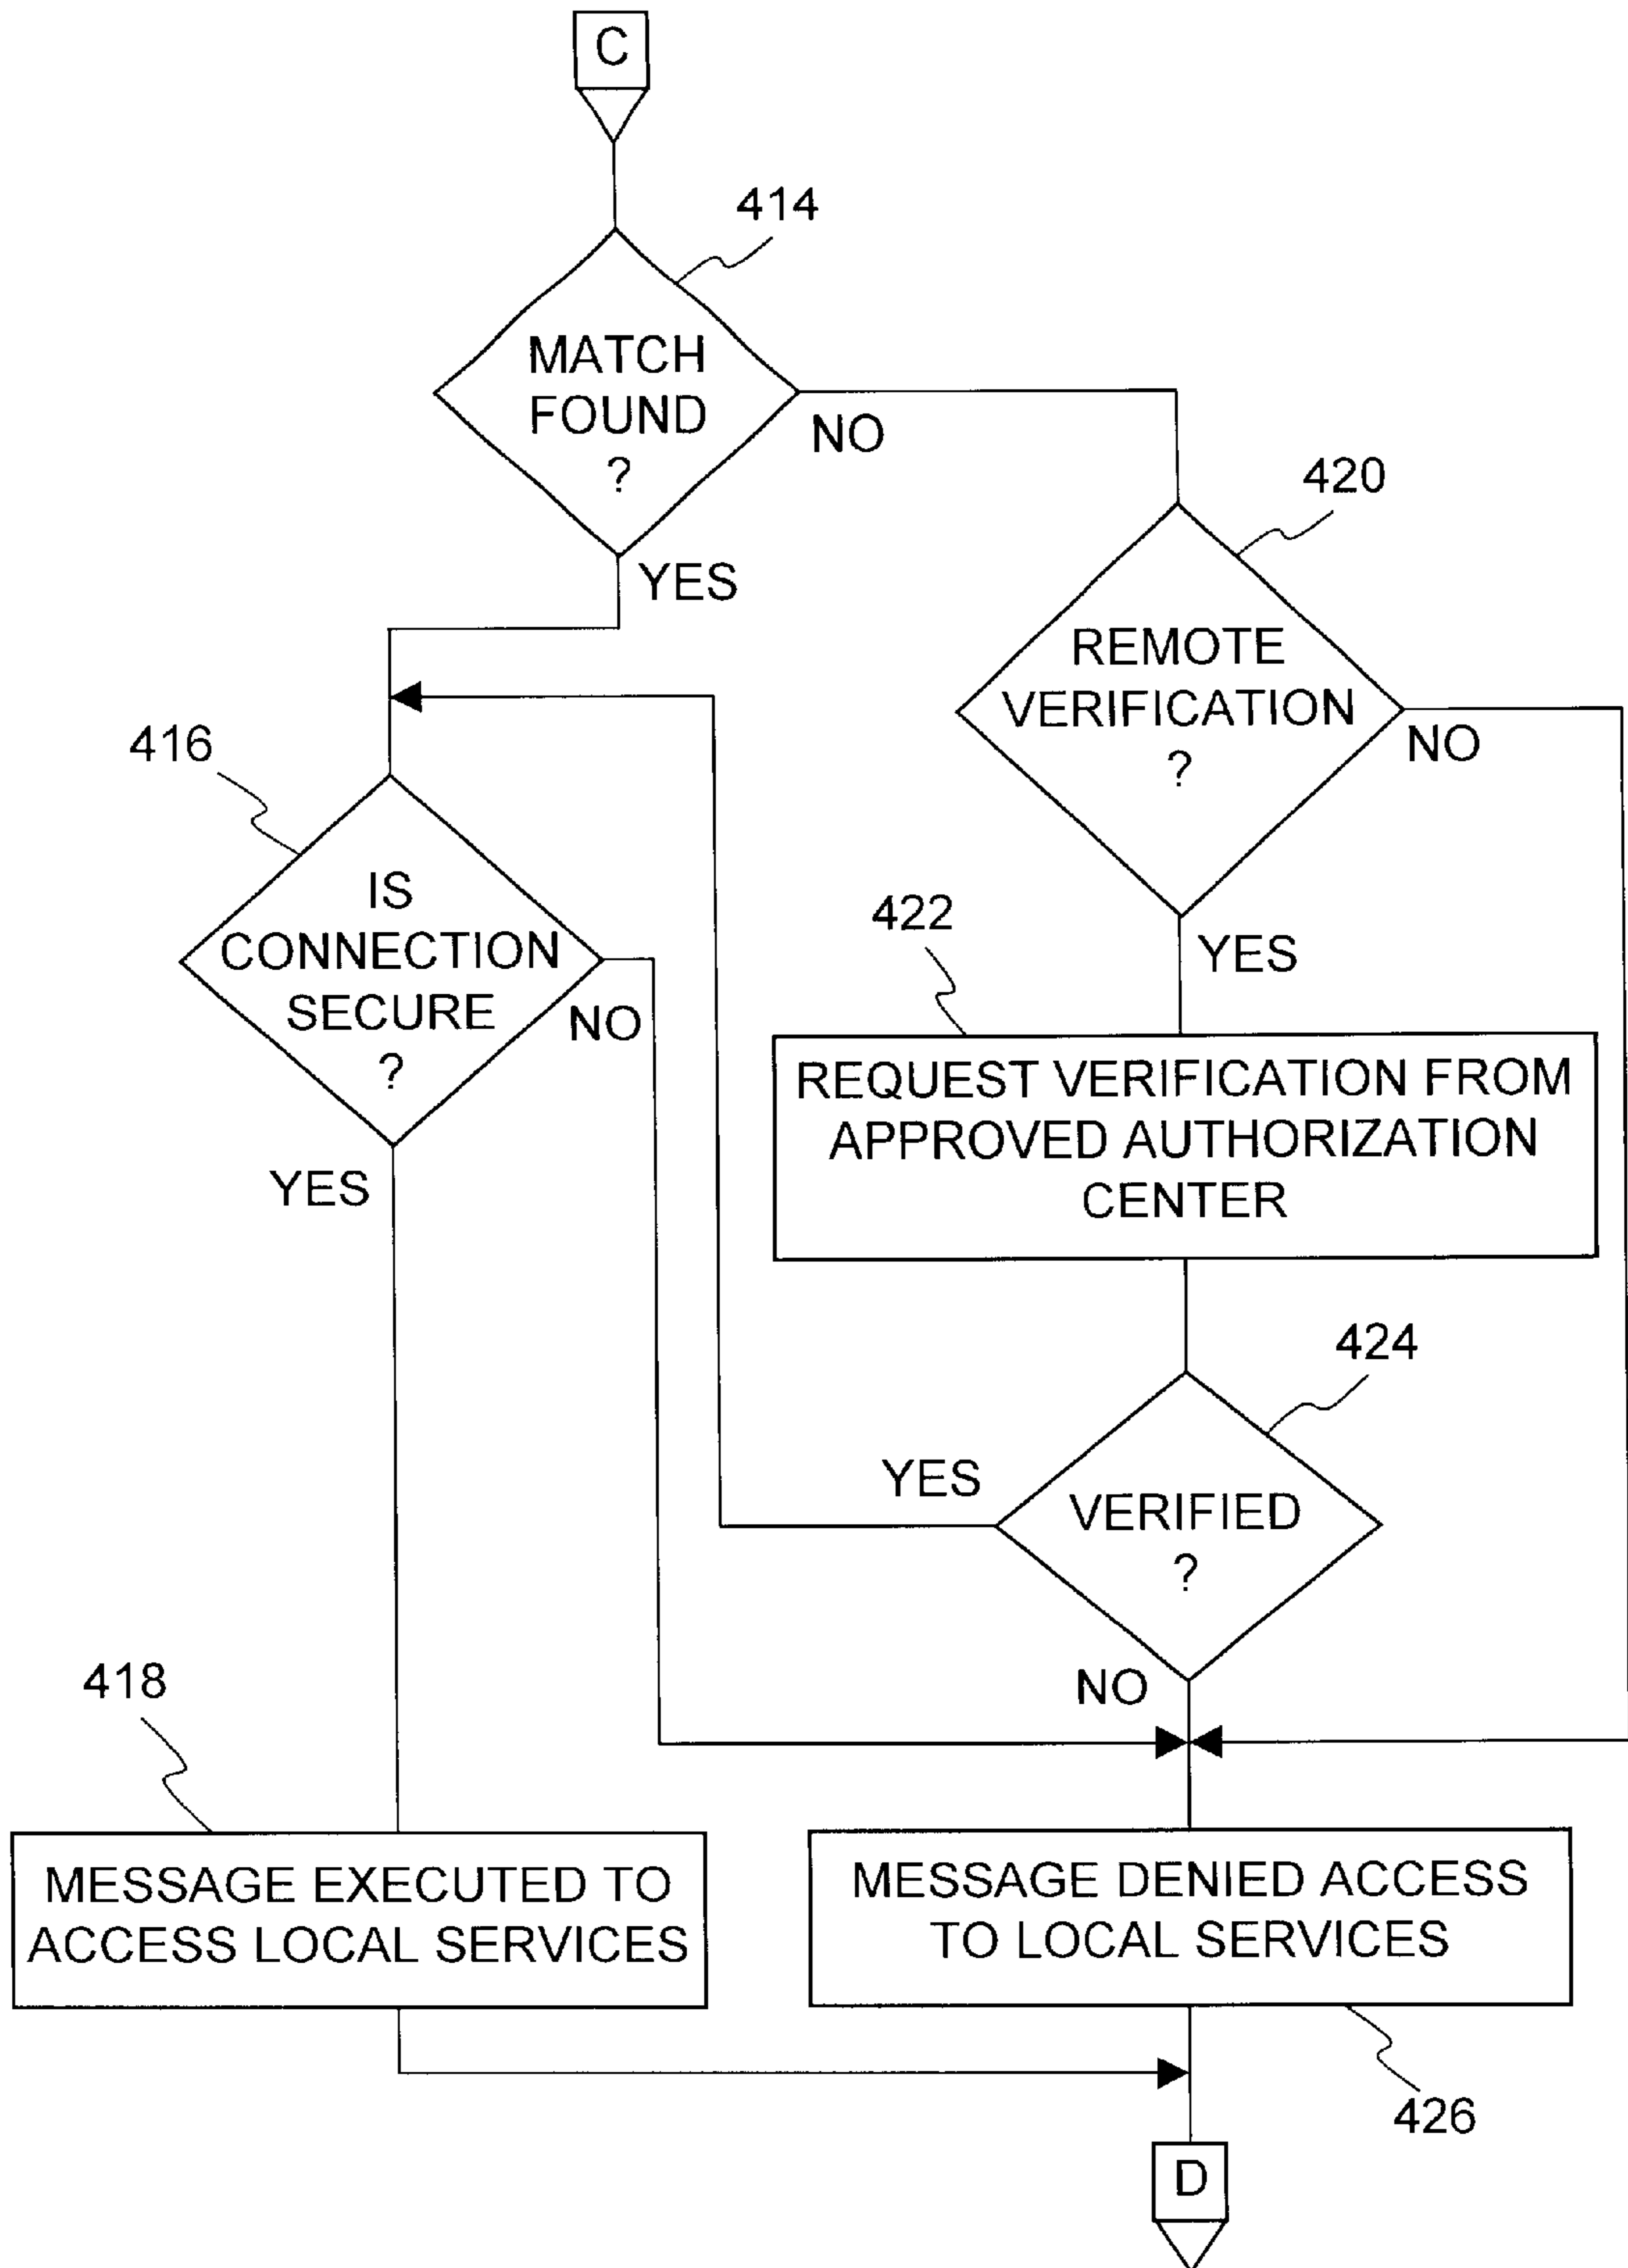 C
414
MATCH
FOUND
?
NO
YES
420
REMOTE
VERIFICATION
?
NO
YES
416
IS
CONNECTION
SECURE
?
NO
YES
422
REQUEST VERIFICATION FROM
APPROVED AUTHORIZATION
CENTER
424
YES
VERIFIED
?
NO
418
MESSAGE EXECUTED TO
ACCESS LOCAL SERVICES
MESSAGE DENIED ACCESS
TO LOCAL SERVICES
426
D